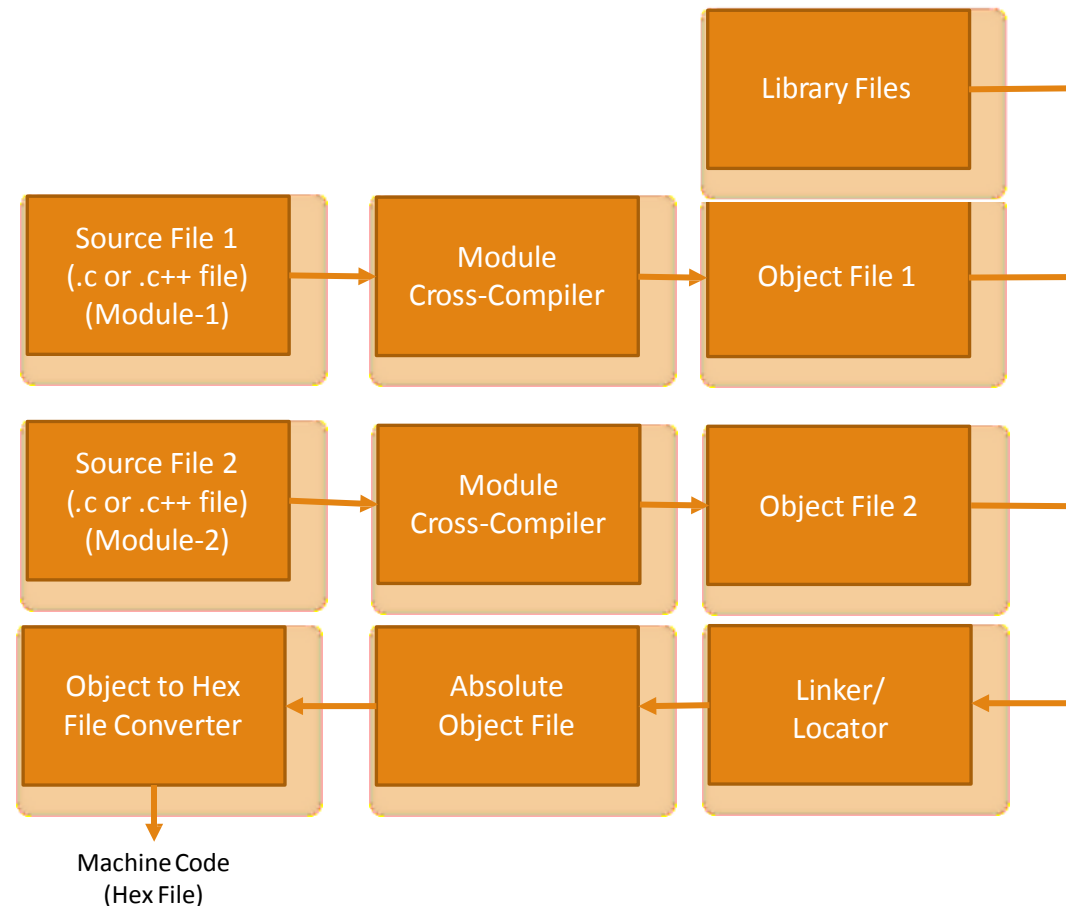 Library Files
Source File 1
(.c or .c++ file)
(Module-1)
Module
Cross-Compiler
Object File 1
Source File 2
(.c or .c++ file)
(Module-2)
Module
Cross-Compiler
Object File 2
Object to Hex
File Converter
Absolute
Object File
Linker/
Locator
Machine Code
(Hex File)